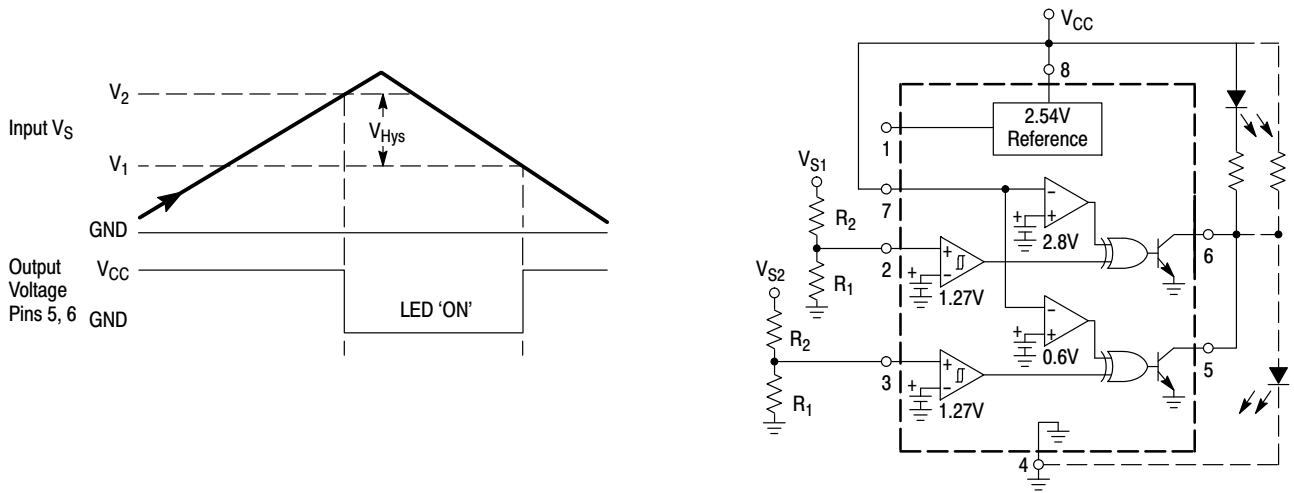 V2
Input VS
VHys
V1
GND
Output
Voltage
Pins 5, 6
VCC
GND
LED 'ON'
VCC
8
2.54V
Reference
1
VS1
7
R2
2.8V
6
2
VS2
R1
1.27V
R2
0.6V
3
5
R1
1.27V
4